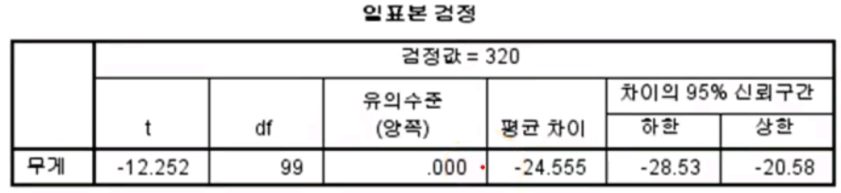 일표본 검정
검정값 = 320
차이의 95% 신뢰구간
t df 유의수준 (양쪽) 평균 차이 하한 상한
무게 -12.252 99 .000 -24.555 -28.53 -20.58